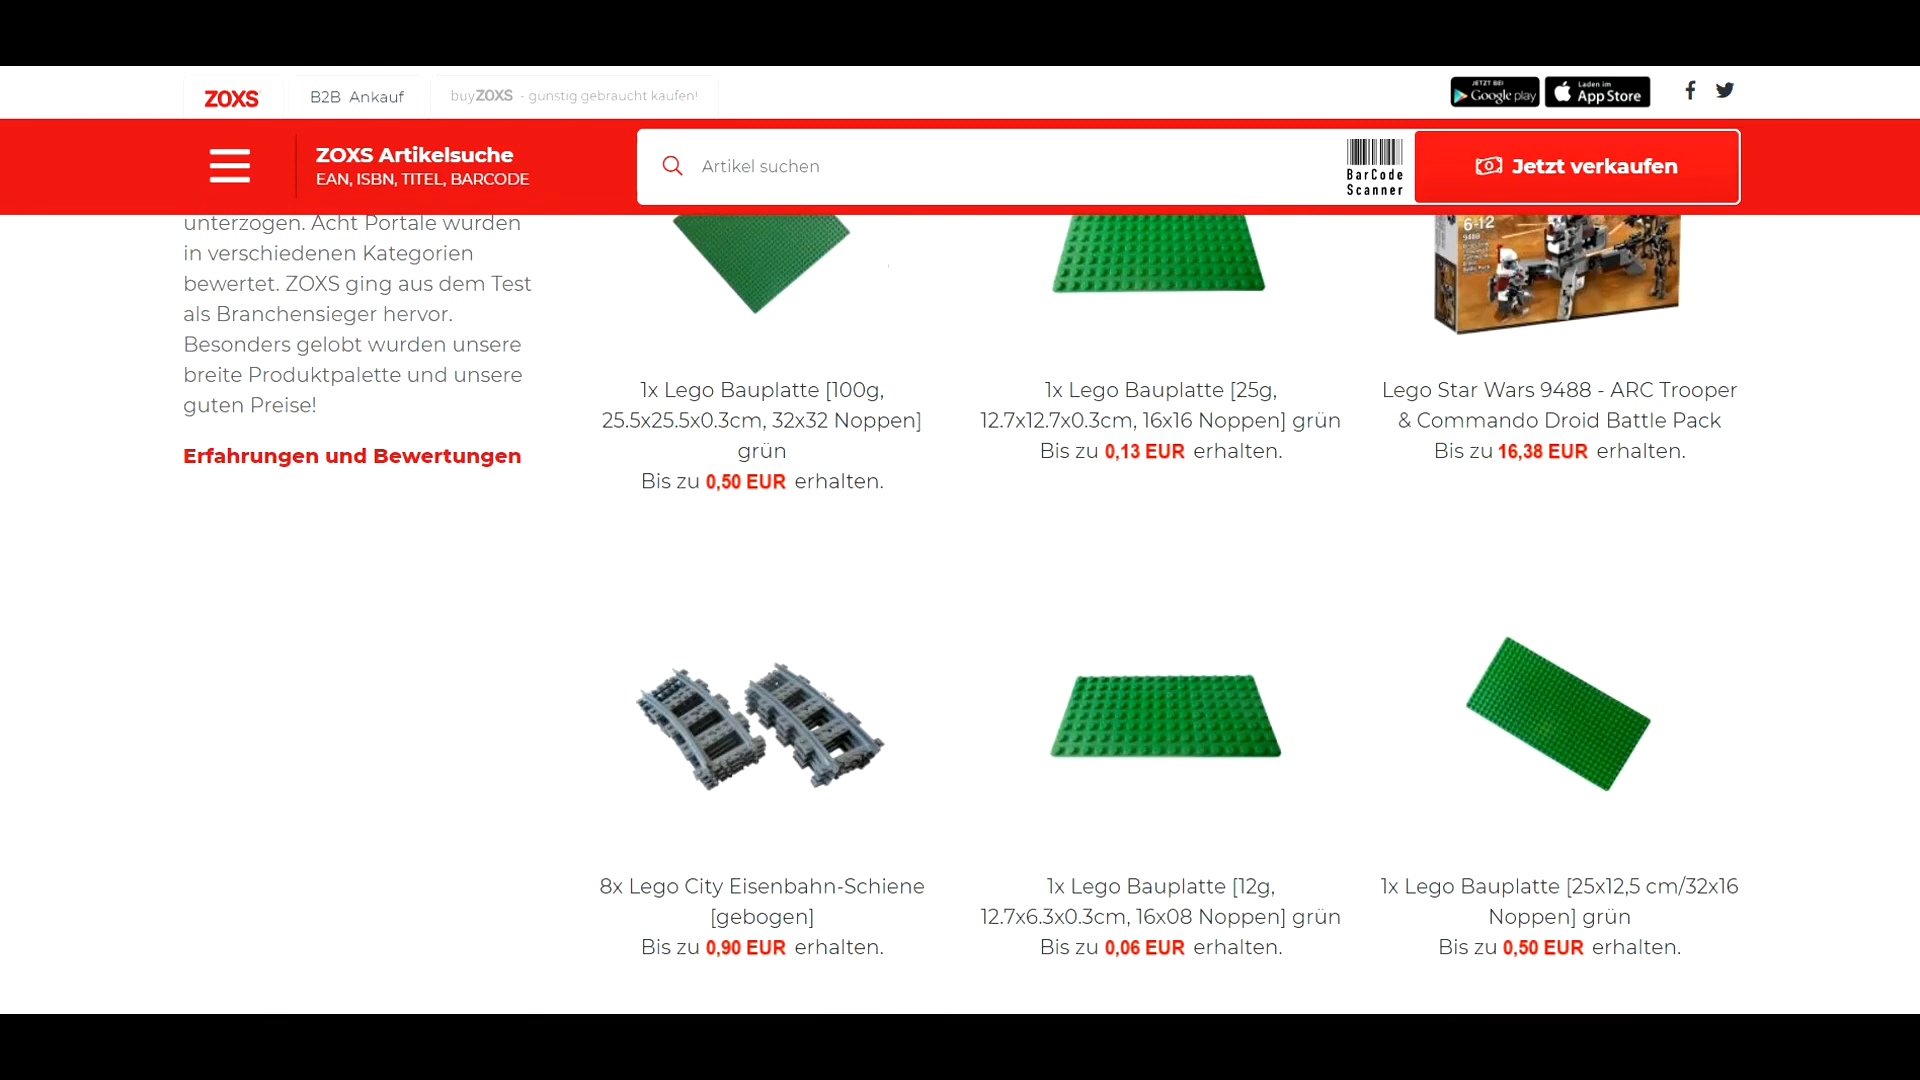 ZOXS
B2B Ankauf
buyZOXS - günstig gebraucht kaufen!
JETZT BEI
Google play
Laden im
App Store
ZOXS Artikelsuche
EAN, ISBN, TITEL, BARCODE
Artikel suchen
BarCode
Scanner
Jetzt verkaufen
unterzogen. Acht Portale wurden
in verschiedenen Kategorien
bewertet. ZOXS ging aus dem Test
als Branchensieger hervor.
Besonders gelobt wurden unsere
breite Produktpalette und unsere
guten Preise!
Erfahrungen und Bewertungen
1x Lego Bauplatte [100g,
25.5x25.5x0.3cm, 32x32 Noppen]
grün
Bis zu 0,50 EUR erhalten.
1x Lego Bauplatte [25g,
12.7x12.7x0.3cm, 16x16 Noppen] grün
Bis zu 0,13 EUR erhalten.
6-12
9488
Lego Star Wars 9488 - ARC Trooper
& Commando Droid Battle Pack
Bis zu 16,38 EUR erhalten.
8x Lego City Eisenbahn-Schiene
[gebogen]
Bis zu 0,90 EUR erhalten.
1x Lego Bauplatte [12g,
12.7x6.3x0.3cm, 16x08 Noppen] grün
Bis zu 0,06 EUR erhalten.
1x Lego Bauplatte [25x12,5 cm/32x16
Noppen] grün
Bis zu 0,50 EUR erhalten.